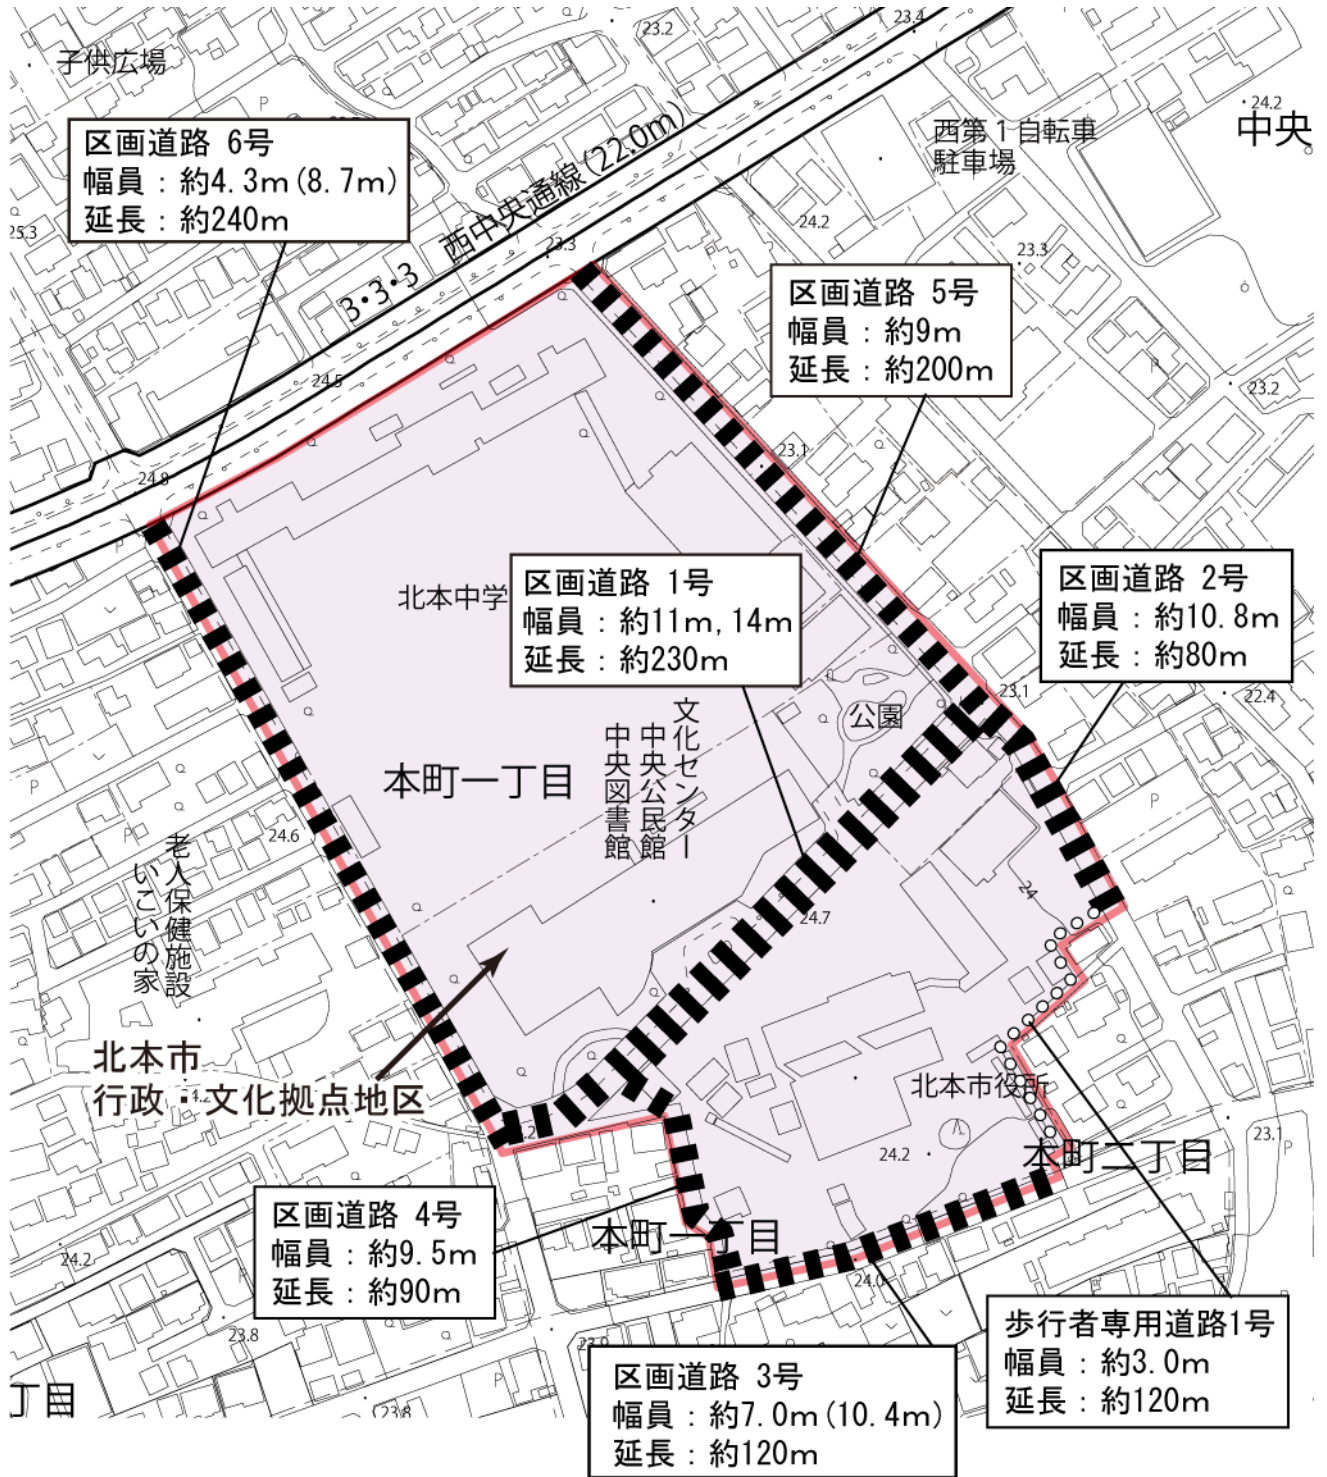 子供広場
23.2
23.4
24.2
中央
西第1自転車
駐車場
区画道路 6号
幅員：約4.3m(8.7m)
延長：約240m
3・3・3 西中央通線(22.0m)
23.3
24.2
23.3
25.3
P
区画道路 5号
幅員：約9m
延長：約200m
24.5
23.2
24.8
23.1
北本中学
区画道路 1号
幅員：約11m,14m
延長：約230m
区画道路 2号
幅員：約10.8m
延長：約80m
23.1
22.4
公園
文化センター
中央公民館
中央図書館
本町一丁目
24.6
P
P
老人保健施設
いこいの家
24.7
24
北本市
行政・文化拠点地区
北本市役所
24.2
23.1
P
本町二丁目
区画道路 4号
幅員：約9.5m
延長：約90m
本町一丁目
24.2
24.0
23.8
23.9
P
区画道路 3号
幅員：約7.0m(10.4m)
延長：約120m
歩行者専用道路1号
幅員：約3.0m
延長：約120m
丁目
23.8